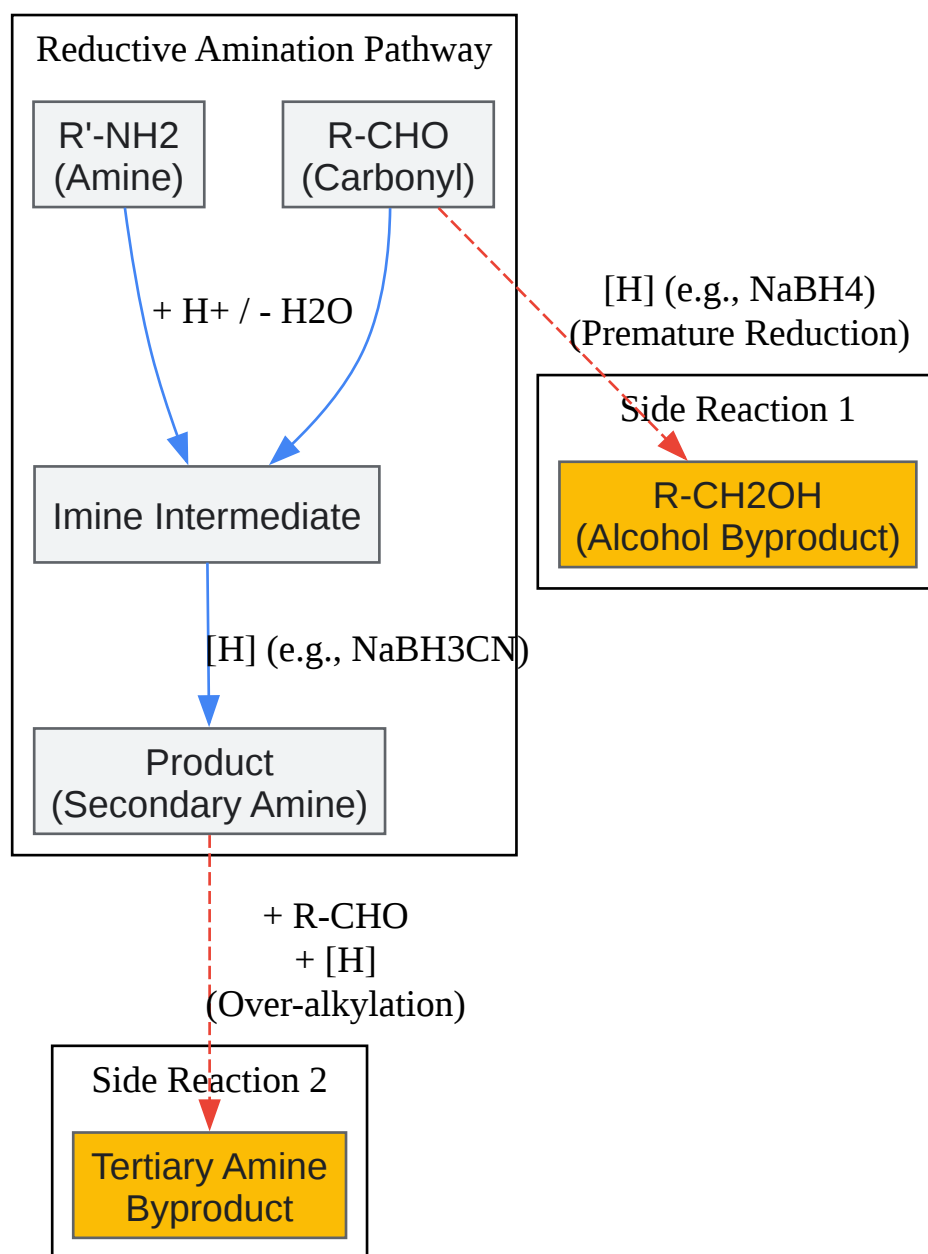 Reductive Amination Pathway
R'-NH2
(Amine)
R-CHO
(Carbonyl)
+ H+ / - H2O
[H] (e.g., NaBH4)
(Premature Reduction)
Side Reaction 1
R-CH2OH
(Alcohol Byproduct)
Imine Intermediate
[H] (e.g., NaBH3CN)
Product
(Secondary Amine)
+ R-CHO
+ [H]
(Over-alkylation)
Side Reaction 2
Tertiary Amine
Byproduct